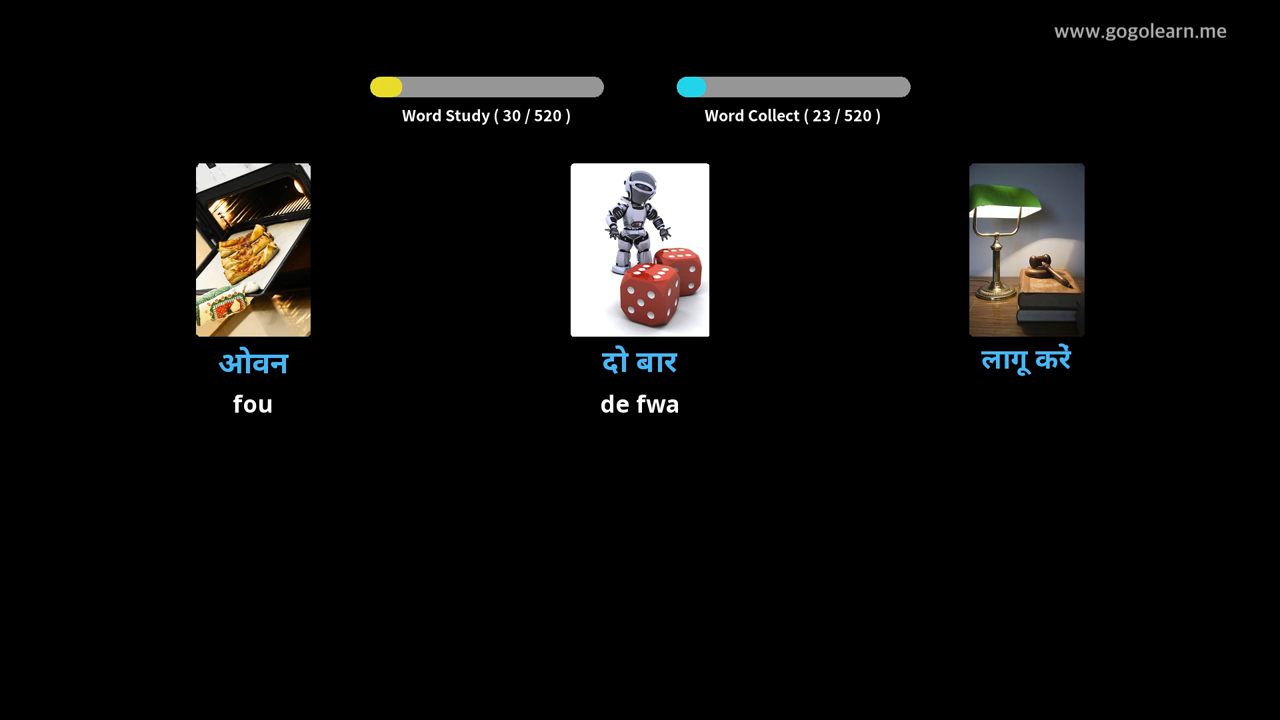 www.gogolearn.me
Word Study ( 30 / 520 )
Word Collect ( 23 / 520 )
ओवन
दो बार
लागू करें
fou
de fwa